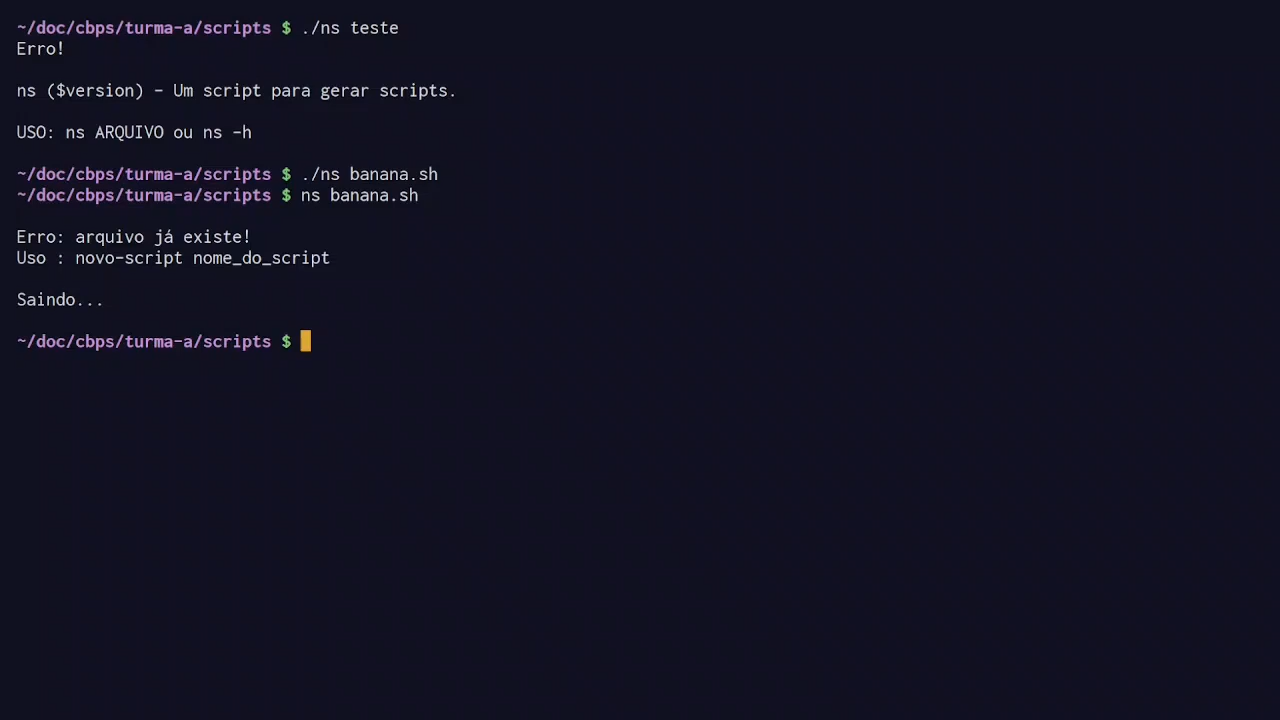 ~/doc/cbps/turma-a/scripts $ ./ns teste
Erro!
ns ($version) - Um script para gerar scripts.
USO: ns ARQUIVO ou ns -h
~/doc/cbps/turma-a/scripts $ ./ns banana.sh
~/doc/cbps/turma-a/scripts $ ns banana.sh
Erro: arquivo já existe!
Uso : novo-script nome_do_script
Saindo...
~/doc/cbps/turma-a/scripts $